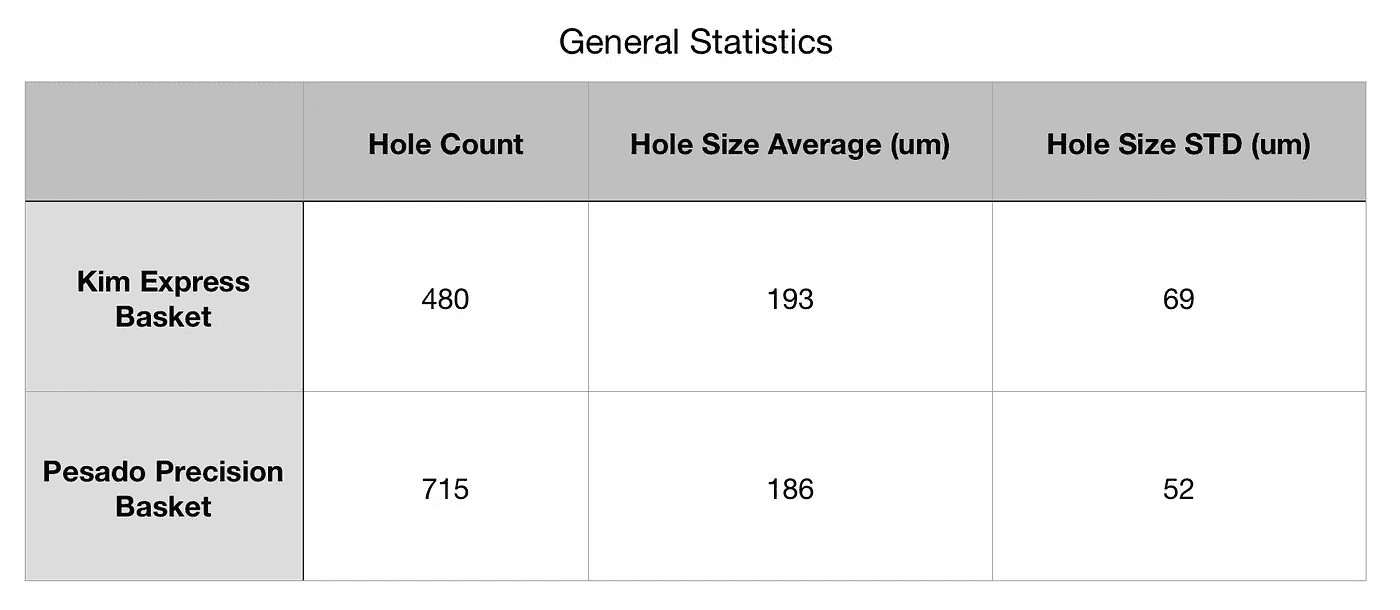 General Statistics
Hole Count
Hole Size Average (um)
Hole Size STD (um)
Kim Express
Basket
480
193
69
Pesado Precision
Basket
715
186
52